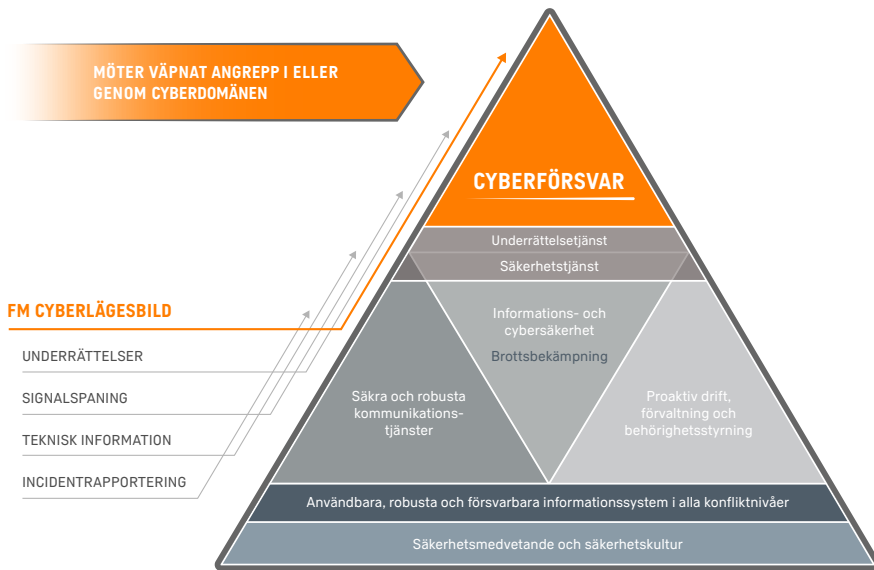 MÖTER VÄPNAT ANGREPP I ELLER
GENOM CYBERDOMÄNEN
CYBERFÖRSVAR
Underrättelsetjänst
Säkerhetstjänst
FM CYBERLÄGESBILD
UNDERRÄTTELSER
SIGNALSPANING
TEKNISK INFORMATION
INCIDENTRAPPORTERING
Informations- och
cybersäkerhet
Brottsbekämpning
Säkra och robusta
kommunikations-
tjänster
Proaktiv drift,
förvaltning och
behörighetsstyrning
Användbara, robusta och försvarbara informationssystem i alla konfliktnivåer
Säkerhetsmedvetande och säkerhetskultur